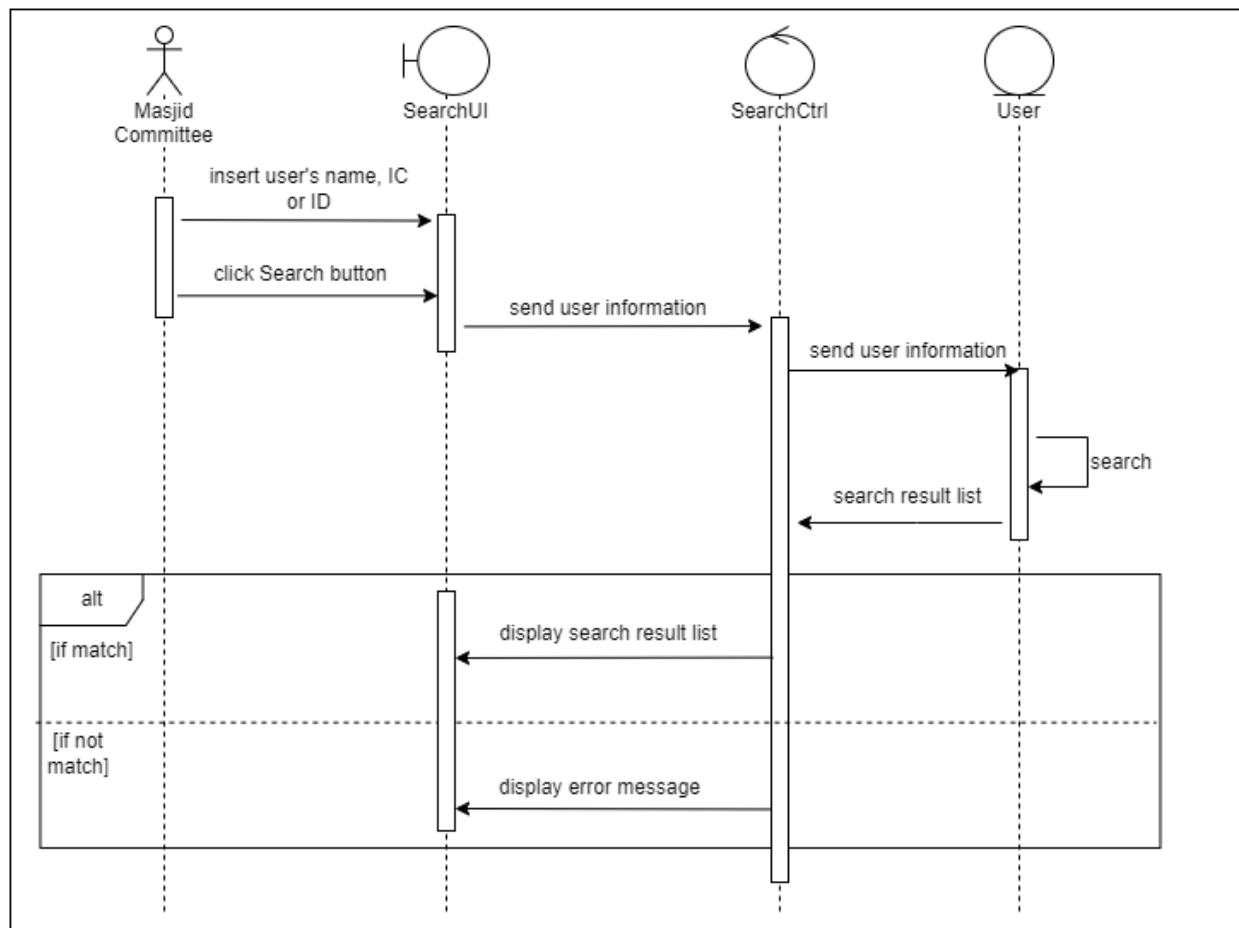 Masjid
Committee
SearchUI
SearchCtrl
User
insert user's name, IC
or ID
click Search button
send user information
send user information
search
search result list
alt
[if match]
display search result list
[if not
match]
display error message